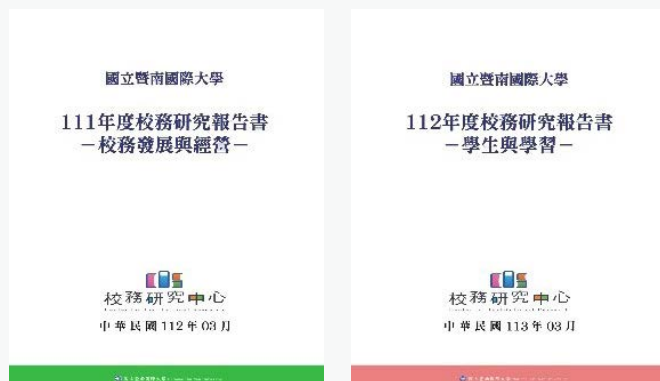 國立暨南國際大學
111年度校務研究報告書
－校務發展與經營－
校務研究中心
中華民國112年03月
國立暨南國際大學
112年度校務研究報告書
－學生與學習－
校務研究中心
中華民國113年03月